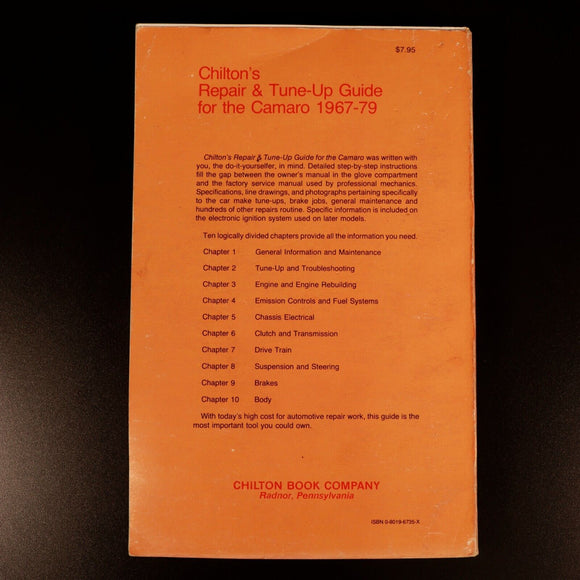 $7.95
Chilton's
Repair & Tune-Up Guide
for the Camaro 1967-79
Chilton's Repair & Tune-Up Guide for the Camaro was written with
you, the do-it-yourselfer, in mind. Detailed step-by-step instructions
fill the gap between the owner's manual in the glove compartment
and the factory service manual used by professional mechanics.
Specifications, line drawings, and photographs pertaining specifically
to the car make tune-ups, brake jobs, general maintenance and
hundreds of other repairs routine. Specific information is included on
the electronic ignition system used on later models.
Ten logically divided chapters provide all the information you need.
Chapter 1 General Information and Maintenance
Chapter 2 Tune-Up and Troubleshooting
Chapter 3 Engine and Engine Rebuilding
Chapter 4 Emission Controls and Fuel Systems
Chapter 5 Chassis Electrical
Chapter 6 Clutch and Transmission
Chapter 7 Drive Train
Chapter 8 Suspension and Steering
Chapter 9 Brakes
Chapter 10 Body
With today's high cost for automotive repair work, this guide is the
most important tool you could own.
CHILTON BOOK COMPANY
Radnor, Pennsylvania
ISBN 0-8019-6735-X